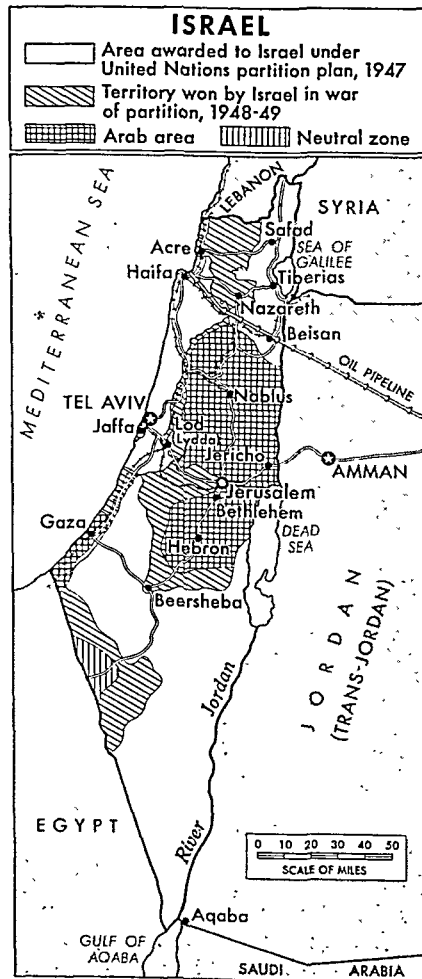 ISRAEL
Area awarded to Israel under
United Nations partition plan, 1947
Territory won by Israel in war
of partition, 1948-49
Arab area
Neutral zone
MEDITERRANEAN SEA
LEBANON
SYRIA
Safad
Acre
SEA OF
GALILEE
Haifa
Tiberias
Nazareth
Beisan
OIL PIPELINE
Nablus
TEL AVIV
Jaffa
Lod
(Lydda)
Jericho
AMMAN
Jerusalem
Bethlehem
Gaza
DEAD
SEA
Hebron
Beersheba
JORDAN
(TRANS-JORDAN)
Jordan
River
EGYPT
0 10 20 30 40 50
SCALE OF MILES
Aqaba
GULF OF
AQABA
SAUDI ARABIA